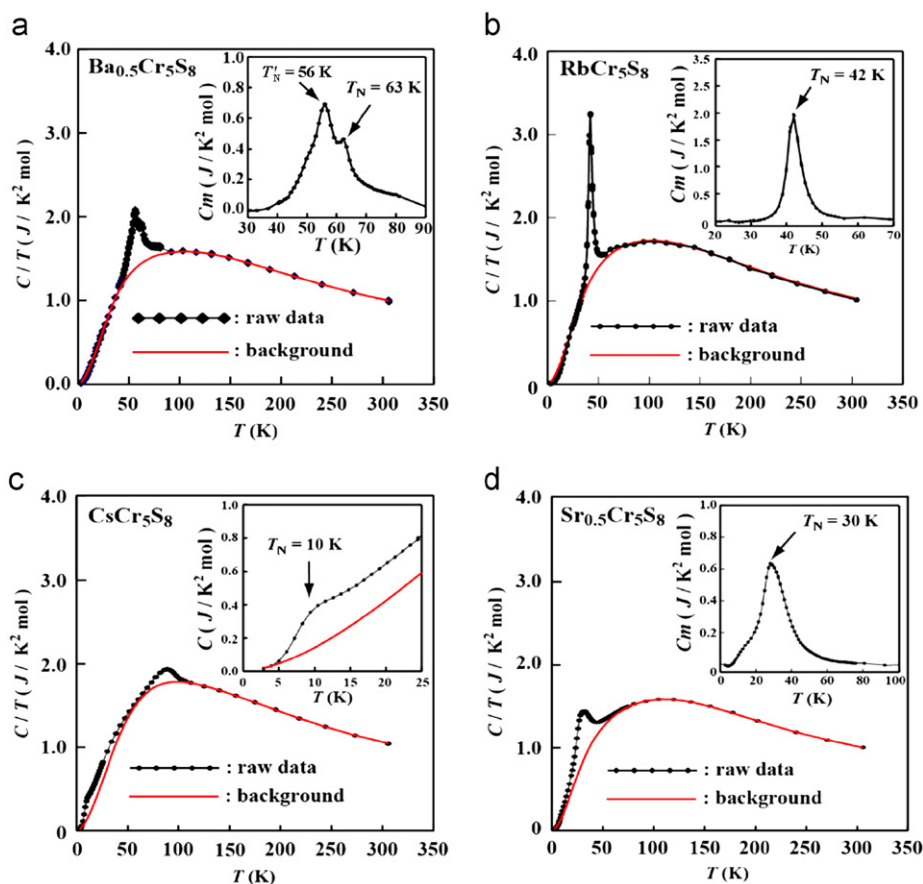 a
Ba0.5Cr5S8
4.0
3.0
2.0
1.0
0.0
C / T ( J / K2 mol )
0 50 100 150 200 250 300 350
T (K)
: raw data
: background
1.0
0.8
0.6
0.4
0.2
0.0
Cm ( J / K2 mol )
T′N = 56 K
TN = 63 K
30 40 50 60 70 80 90
T (K)
b
RbCr5S8
4.0
3.0
2.0
1.0
0
C / T ( J / K2 mol )
0 50 100 150 200 250 300 350
T (K)
: raw data
: background
3.5
3.0
2.0
1.0
0.5
0
Cm ( J / K2 mol )
TN = 42 K
20 30 40 50 60 70
T (K)
c
CsCr5S8
4.0
3.0
2.0
1.0
0
C / T ( J / K2 mol )
0 50 100 150 200 250 300 350
T (K)
: raw data
: background
1.0
0.8
0.6
0.4
0.2
0
C ( J / K2 mol )
TN = 10 K
0 5 10 15 20 25
T (K)
d
Sr0.5Cr5S8
4.0
3.0
2.0
1.0
0
C / T ( J / K2 mol )
0 50 100 150 200 250 300 350
T (K)
: raw data
: background
1.0
0.8
0.6
0.4
0.2
0
Cm ( J / K2 mol )
TN = 30 K
0 20 40 60 80 100
T (K)